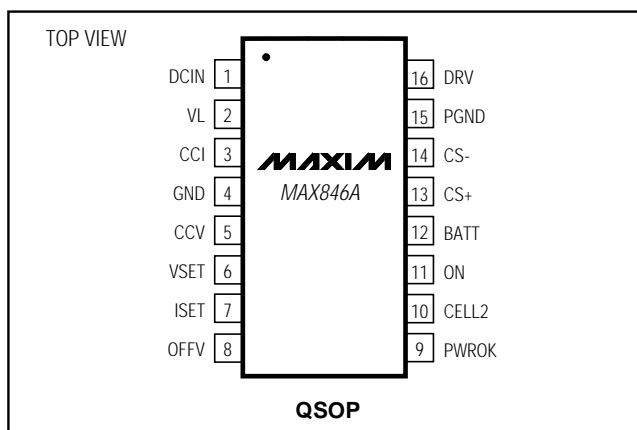 TOP VIEW
DCIN 1
VL 2
CCI 3
GND 4
CCV 5
VSET 6
ISET 7
OFFV 8
MAXIM
MAX846A
16 DRV
15 PGND
14 CS-
13 CS+
12 BATT
11 ON
10 CELL2
9 PWROK
QSOP